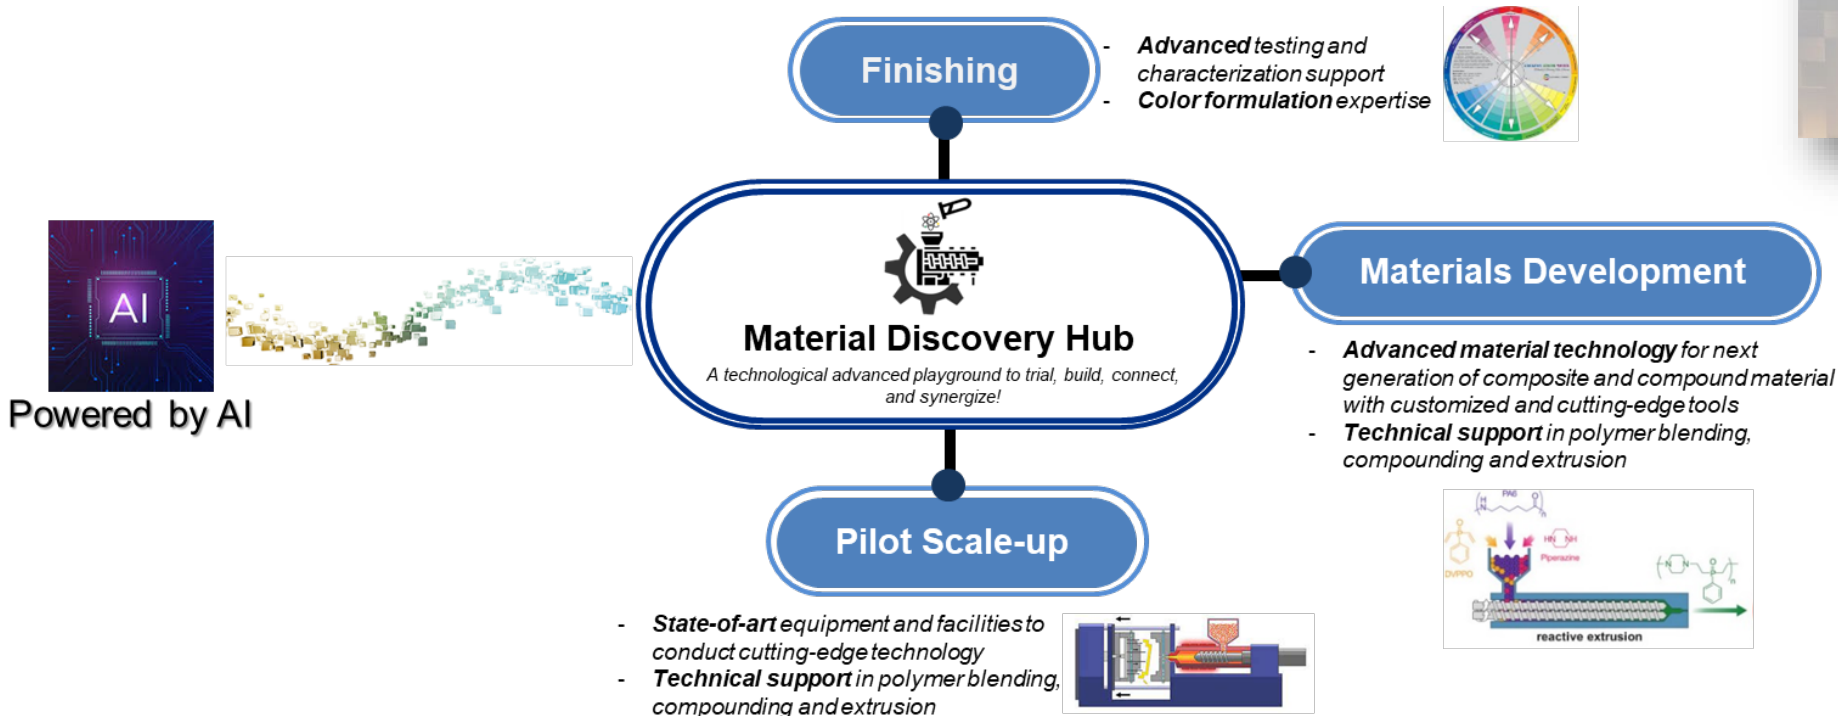 Finishing
- Advanced testing and
characterization support
- Color formulation expertise
AI
Powered by AI
Material Discovery Hub
A technological advanced playground to trial, build, connect,
and synergize!
Materials Development
- Advanced material technology for next
generation of composite and compound material
with customized and cutting-edge tools
- Technical support in polymer blending,
compounding and extrusion
PA6
H
N
O
n
O
P
DVPPO
HN NH
Piperazine
N N
O
P
n
reactive extrusion
Pilot Scale-up
- State-of-art equipment and facilities to
conduct cutting-edge technology
- Technical support in polymer blending,
compounding and extrusion